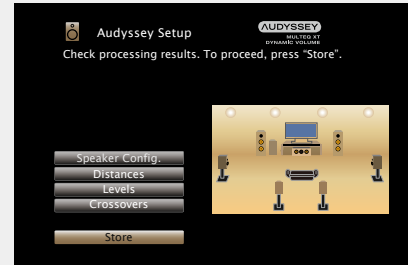 Audyssey Setup
AUDYSSEY
MULTEQ XT
DYNAMIC VOLUME
Check processing results. To proceed, press “Store”.
Speaker Config.
Distances
Levels
Crossovers
Store